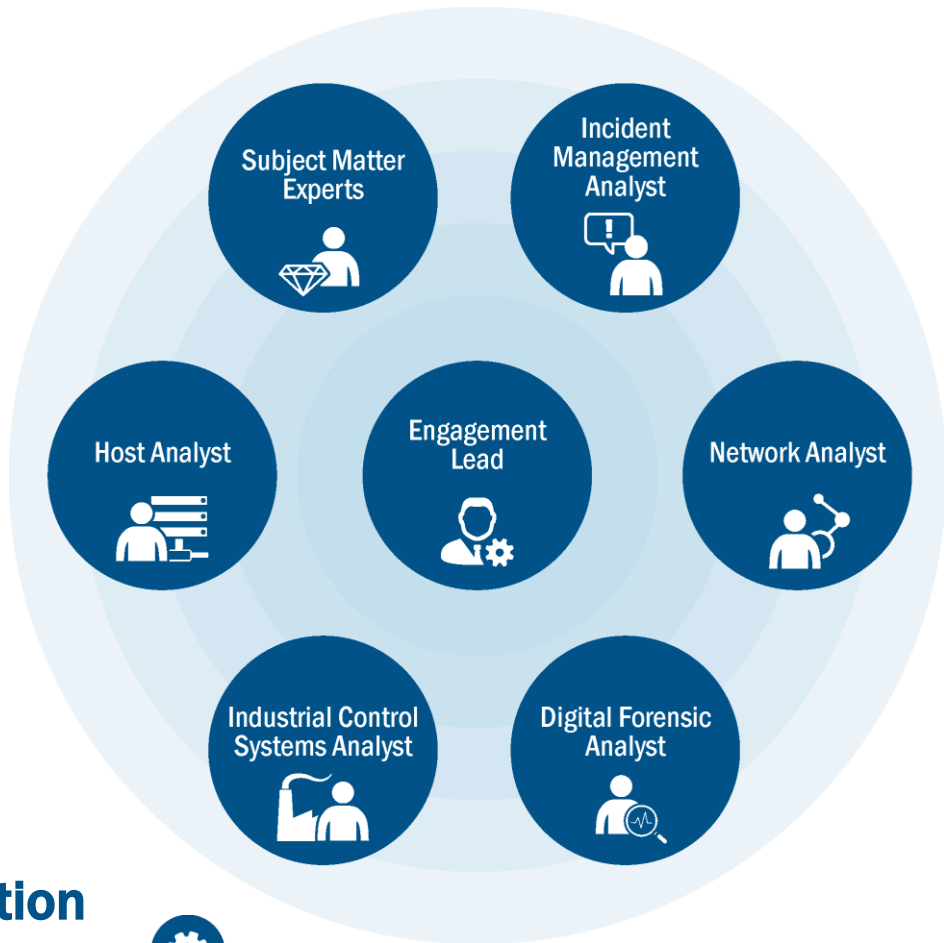 Subject Matter
Experts
Incident
Management
Analyst
!
Host Analyst
Engagement
Lead
Network Analyst
Industrial Control
Systems Analyst
Digital Forensic
Analyst
tion